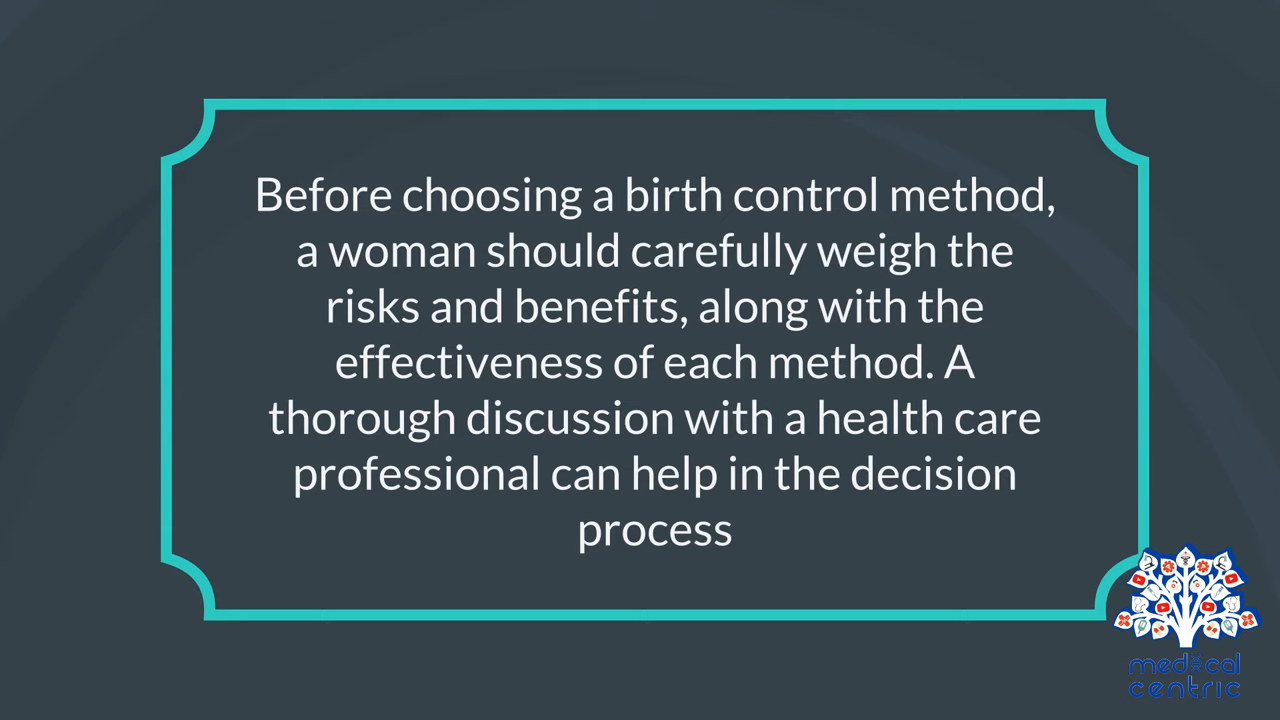 Before choosing a birth control method,
a woman should carefully weigh the
risks and benefits, along with the
effectiveness of each method. A
thorough discussion with a health care
professional can help in the decision
process
medical
centric